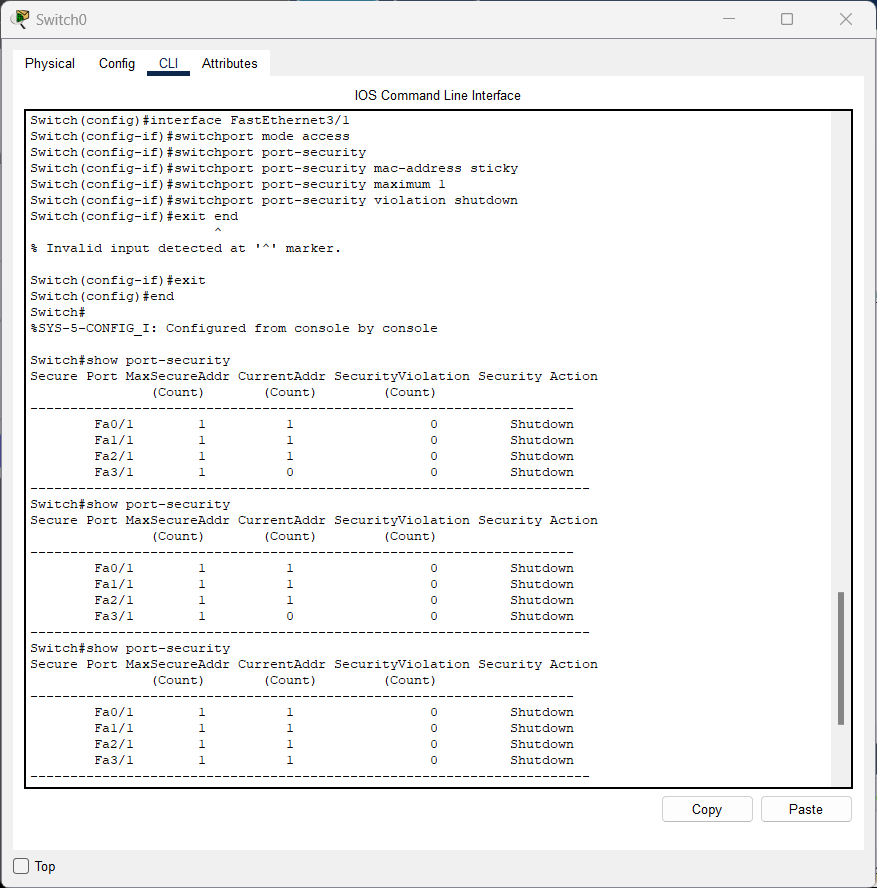 Switch0
Physical Config CLI Attributes
IOS Command Line Interface
Switch(config)#interface FastEthernet3/1
Switch(config-if)#switchport mode access
Switch(config-if)#switchport port-security
Switch(config-if)#switchport port-security mac-address sticky
Switch(config-if)#switchport port-security maximum 1
Switch(config-if)#switchport port-security violation shutdown
Switch(config-if)#exit end
^
% Invalid input detected at '^' marker.
Switch(config-if)#exit
Switch(config)#end
Switch#
%SYS-5-CONFIG_I: Configured from console by console
Switch#show port-security
Secure Port MaxSecureAddr CurrentAddr SecurityViolation Security Action
(Count) (Count) (Count)
--------------------------------------------------------------------
Fa0/1 1 1 0 Shutdown
Fa1/1 1 1 0 Shutdown
Fa2/1 1 1 0 Shutdown
Fa3/1 1 0 0 Shutdown
----------------------------------------------------------------------
Switch#show port-security
Secure Port MaxSecureAddr CurrentAddr SecurityViolation Security Action
(Count) (Count) (Count)
--------------------------------------------------------------------
Fa0/1 1 1 0 Shutdown
Fa1/1 1 1 0 Shutdown
Fa2/1 1 1 0 Shutdown
Fa3/1 1 0 0 Shutdown
----------------------------------------------------------------------
Switch#show port-security
Secure Port MaxSecureAddr CurrentAddr SecurityViolation Security Action
(Count) (Count) (Count)
--------------------------------------------------------------------
Fa0/1 1 1 0 Shutdown
Fa1/1 1 1 0 Shutdown
Fa2/1 1 1 0 Shutdown
Fa3/1 1 1 0 Shutdown
----------------------------------------------------------------------
Copy Paste
Top